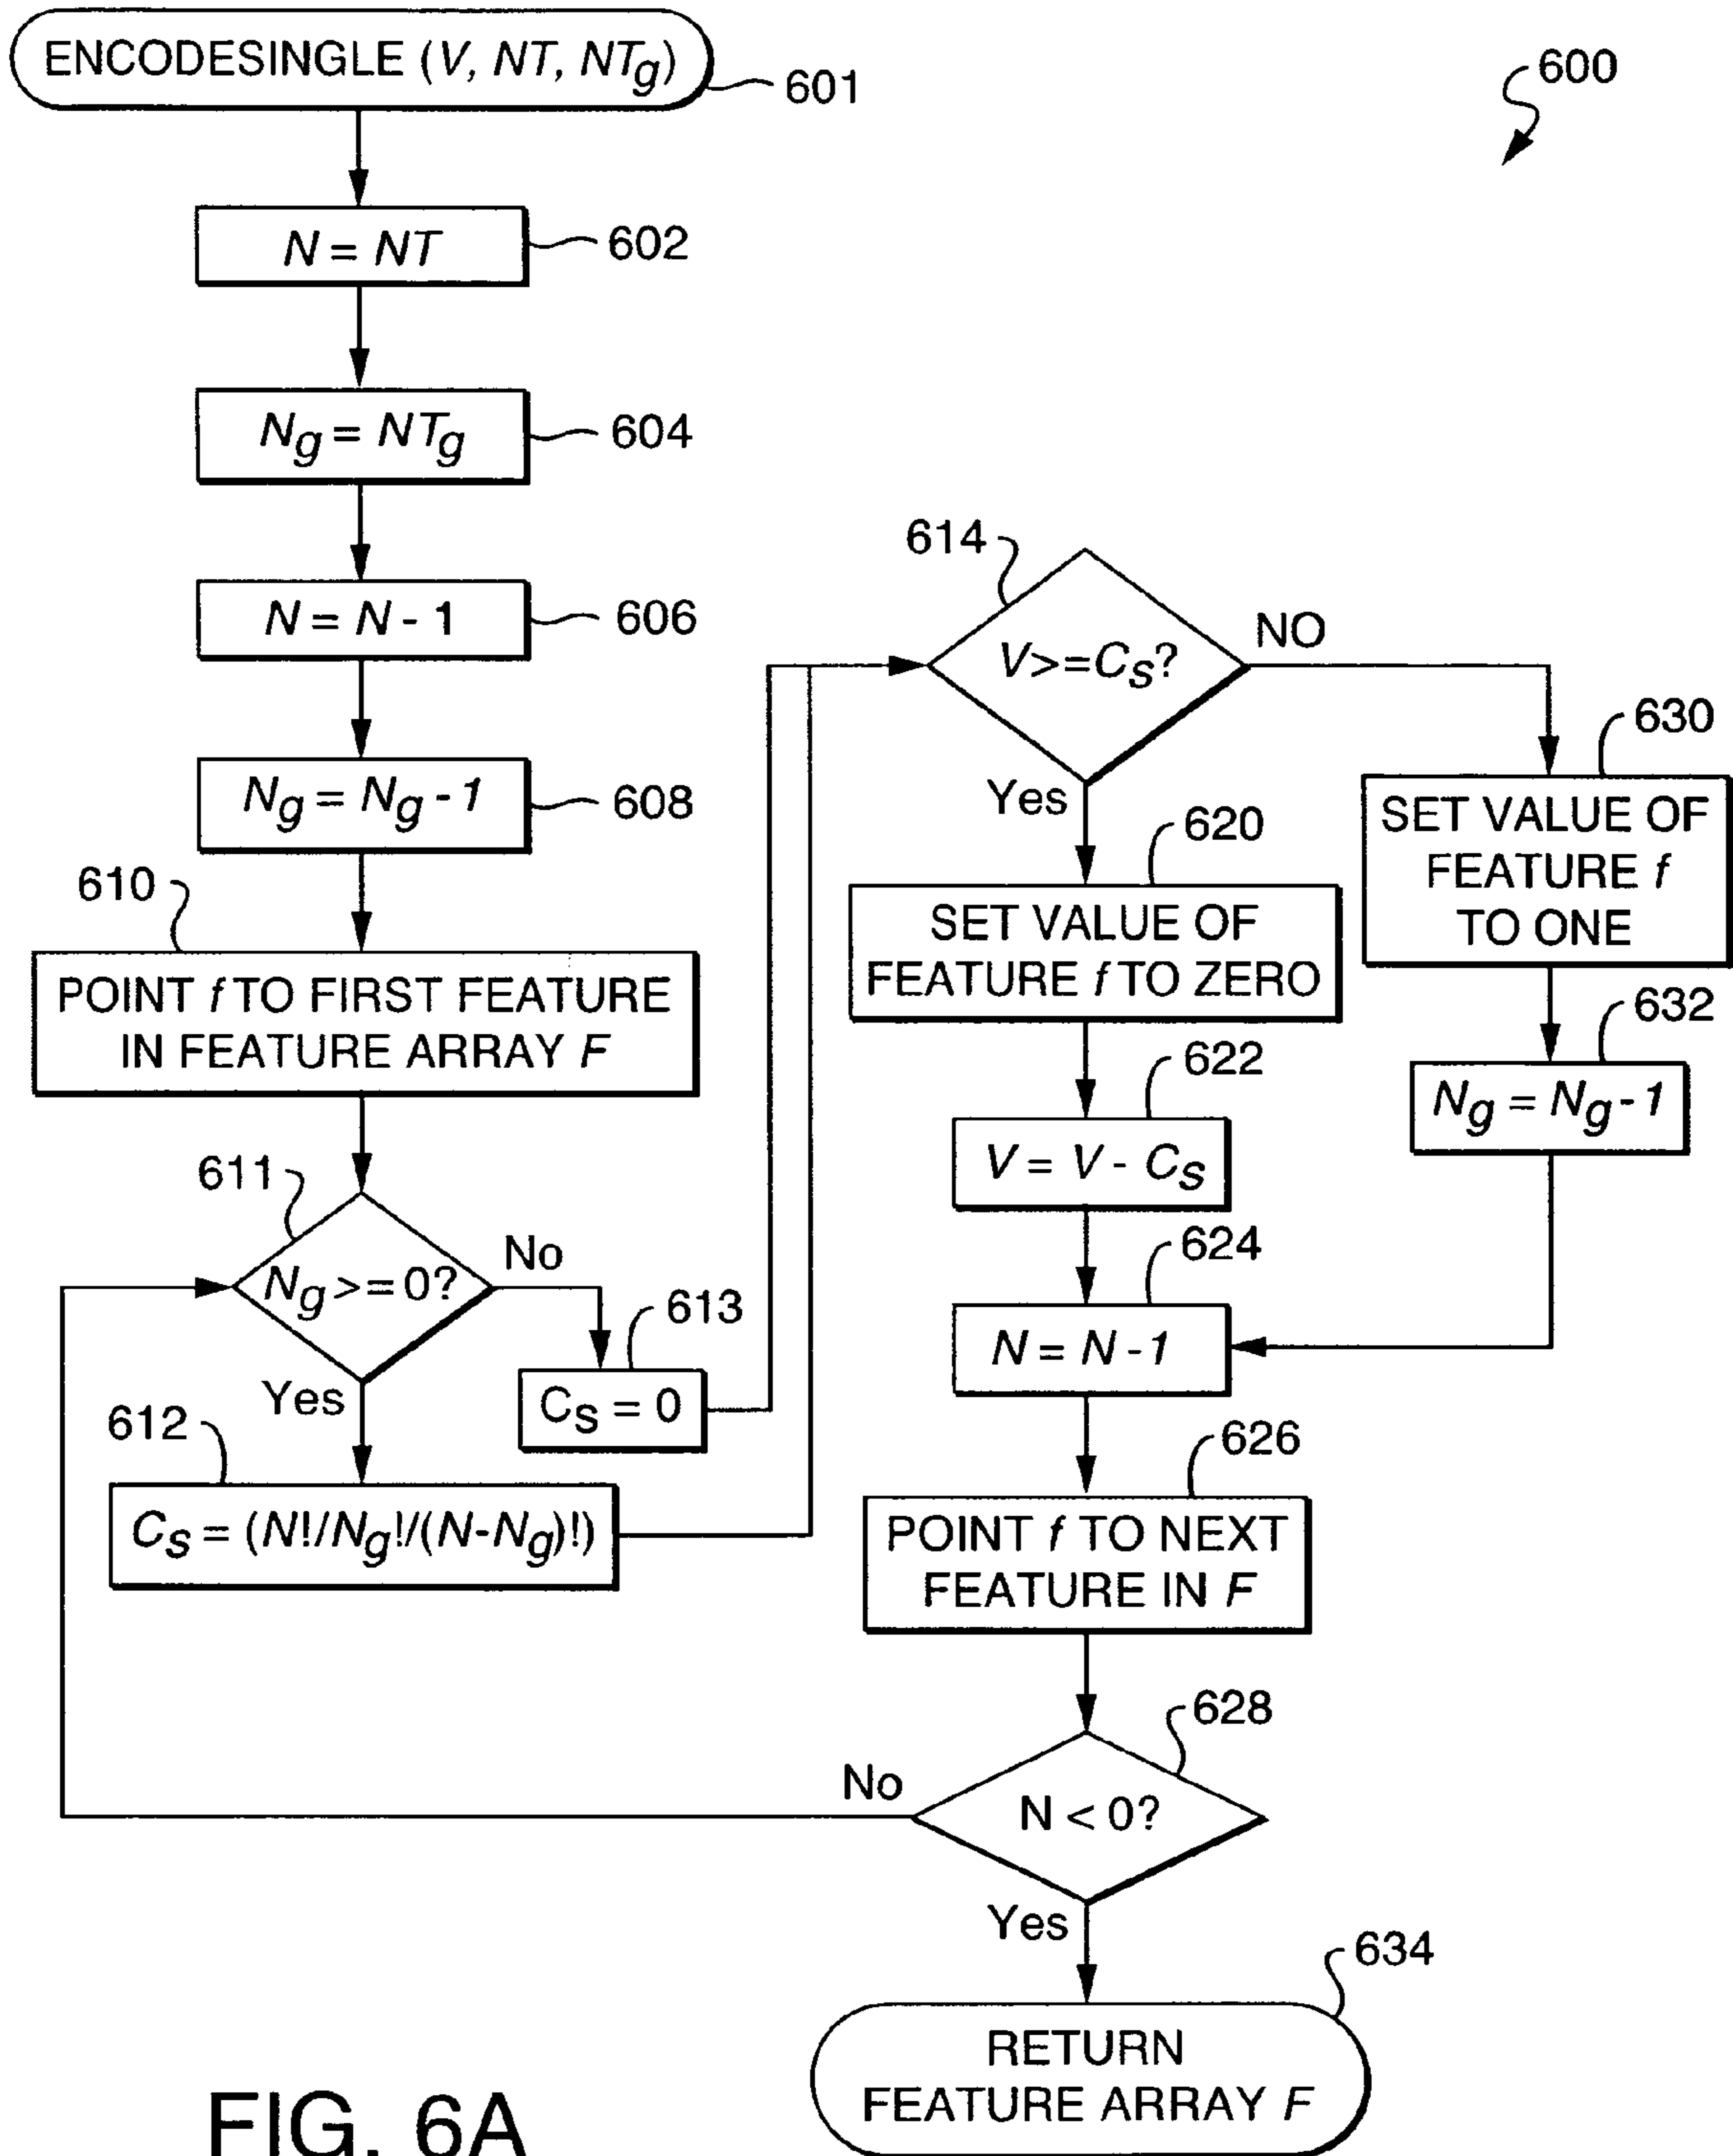 ENCODESINGLE (V, NT, NTg)
601
600
N = NT
602
Ng = NTg
604
N = N - 1
606
Ng = Ng - 1
608
610
POINT f TO FIRST FEATURE
IN FEATURE ARRAY F
611
Ng >= 0?
No
Yes
613
Cs = 0
612
Cs = (N!/Ng!/(N-Ng)!)
614
V>=Cs?
NO
Yes
630
SET VALUE OF
FEATURE f
TO ONE
632
Ng = Ng - 1
620
SET VALUE OF
FEATURE f TO ZERO
622
V = V - Cs
624
N = N - 1
626
POINT f TO NEXT
FEATURE IN F
628
N < 0?
No
Yes
634
RETURN
FEATURE ARRAY F
FIG. 6A